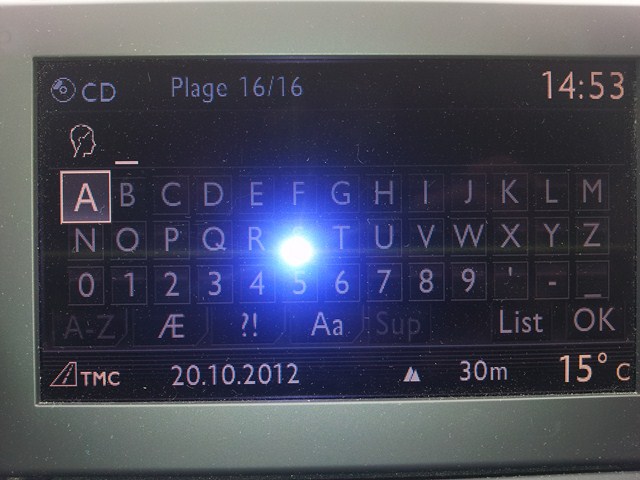 CD Plage 16/16 14:53
A B C D E F G H I J K L M
N O P Q R T U V W X Y Z
0 1 2 3 4 5 6 7 8 9 ' - _
A-Z Æ ?! Aa Sup List OK
TMC 20.10.2012 30m 15° C